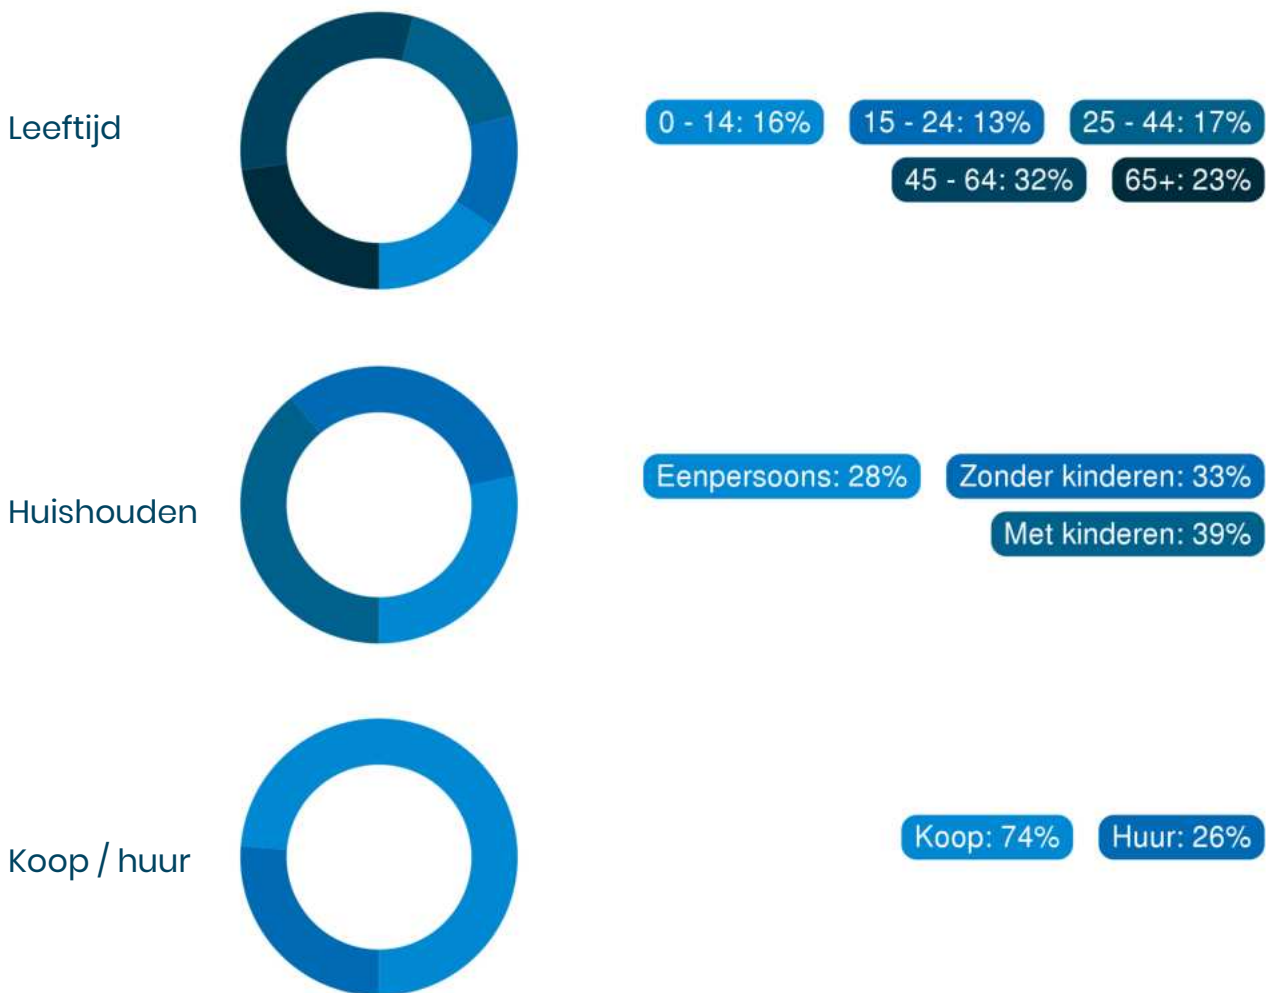 Leeftijd
0 - 14: 16% 15 - 24: 13% 25 - 44: 17%
45 - 64: 32% 65+: 23%
Huishouden
Eenpersoons: 28% Zonder kinderen: 33%
Met kinderen: 39%
Koop / huur
Koop: 74% Huur: 26%